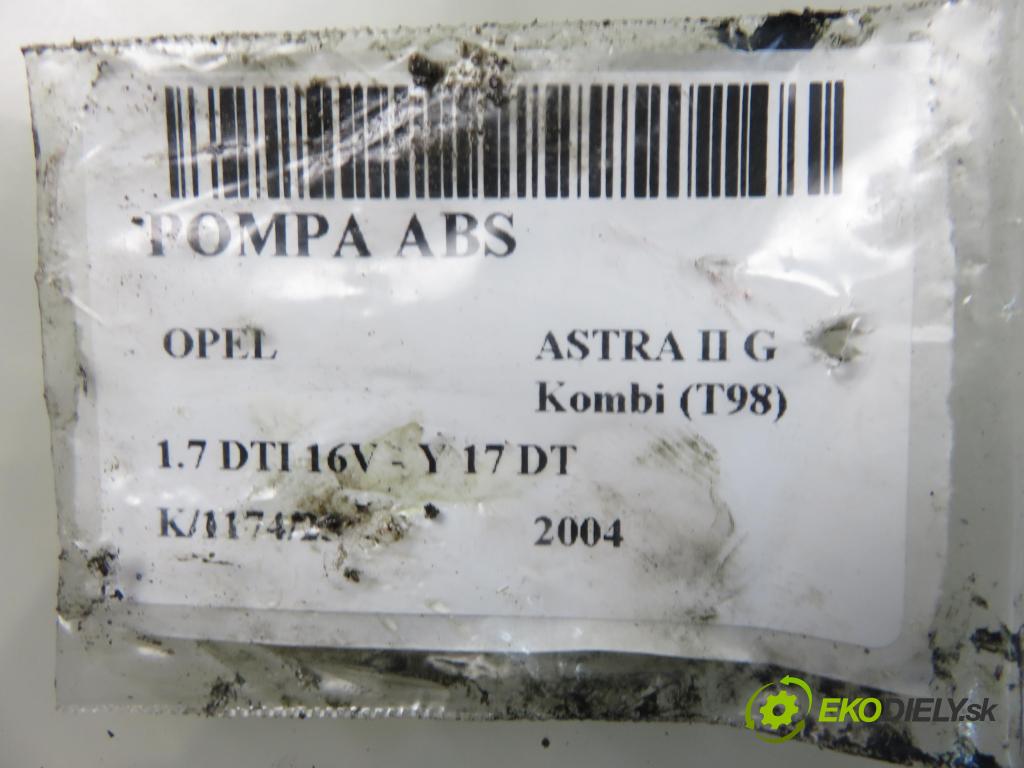 POMPA ABS
OPEL ASTRA II G
Kombi (T98)
1.7 DTI 16V - Y 17 DT
2004
EKODIELY.sk